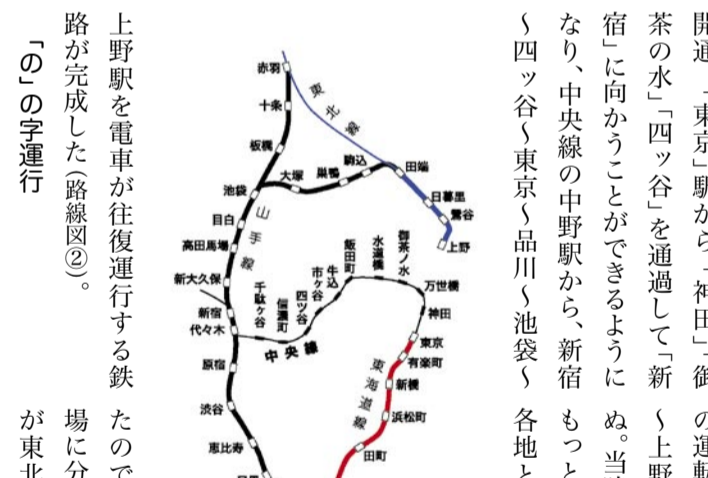 開通、「東京」駅から「神田」「御
茶の水」「四ッ谷」を通過して「新
宿」に向かうことができるように
なり、中央線の中野駅から、新宿
〜四ッ谷〜東京〜品川〜池袋〜
上野駅を電車が往復運行する鉄
路が完成した(路線図②)。
「の」の字運行
の運転
〜上野
ぬ。当
もっと
各地と
たので
場に分
が東北
赤羽
十条
板橋
池袋
目白
高田馬場
新大久保
新宿
代々木
原宿
渋谷
恵比寿
大塚
巣鴨
駒込
田端
日暮里
鶯谷
上野
東北線
山手線
千駄ヶ谷
信濃町
四ツ谷
市ヶ谷
牛込
飯田町
水道橋
御茶ノ水
万世橋
神田
中央線
東京
有楽町
新橋
浜松町
田町
東海道線